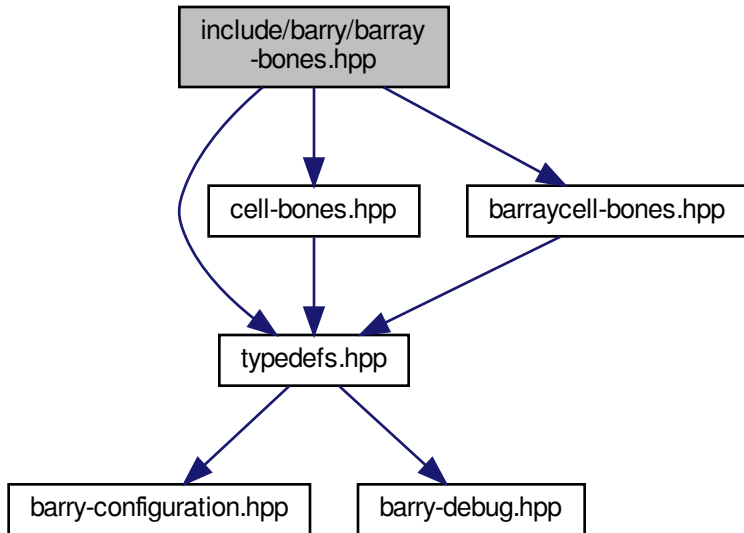 include/barry/barray
-bones.hpp
cell-bones.hpp
barraycell-bones.hpp
typedefs.hpp
barry-configuration.hpp
barry-debug.hpp